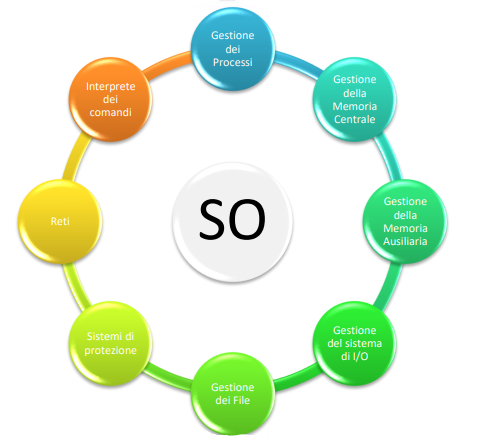 Gestione
dei
Processi
Gestione
della
Memoria
Centrale
Gestione
della
Memoria
Ausiliaria
Gestione
del sistema
di I/O
Gestione
dei File
Sistemi di
protezione
Reti
Interprete
dei
comandi
SO